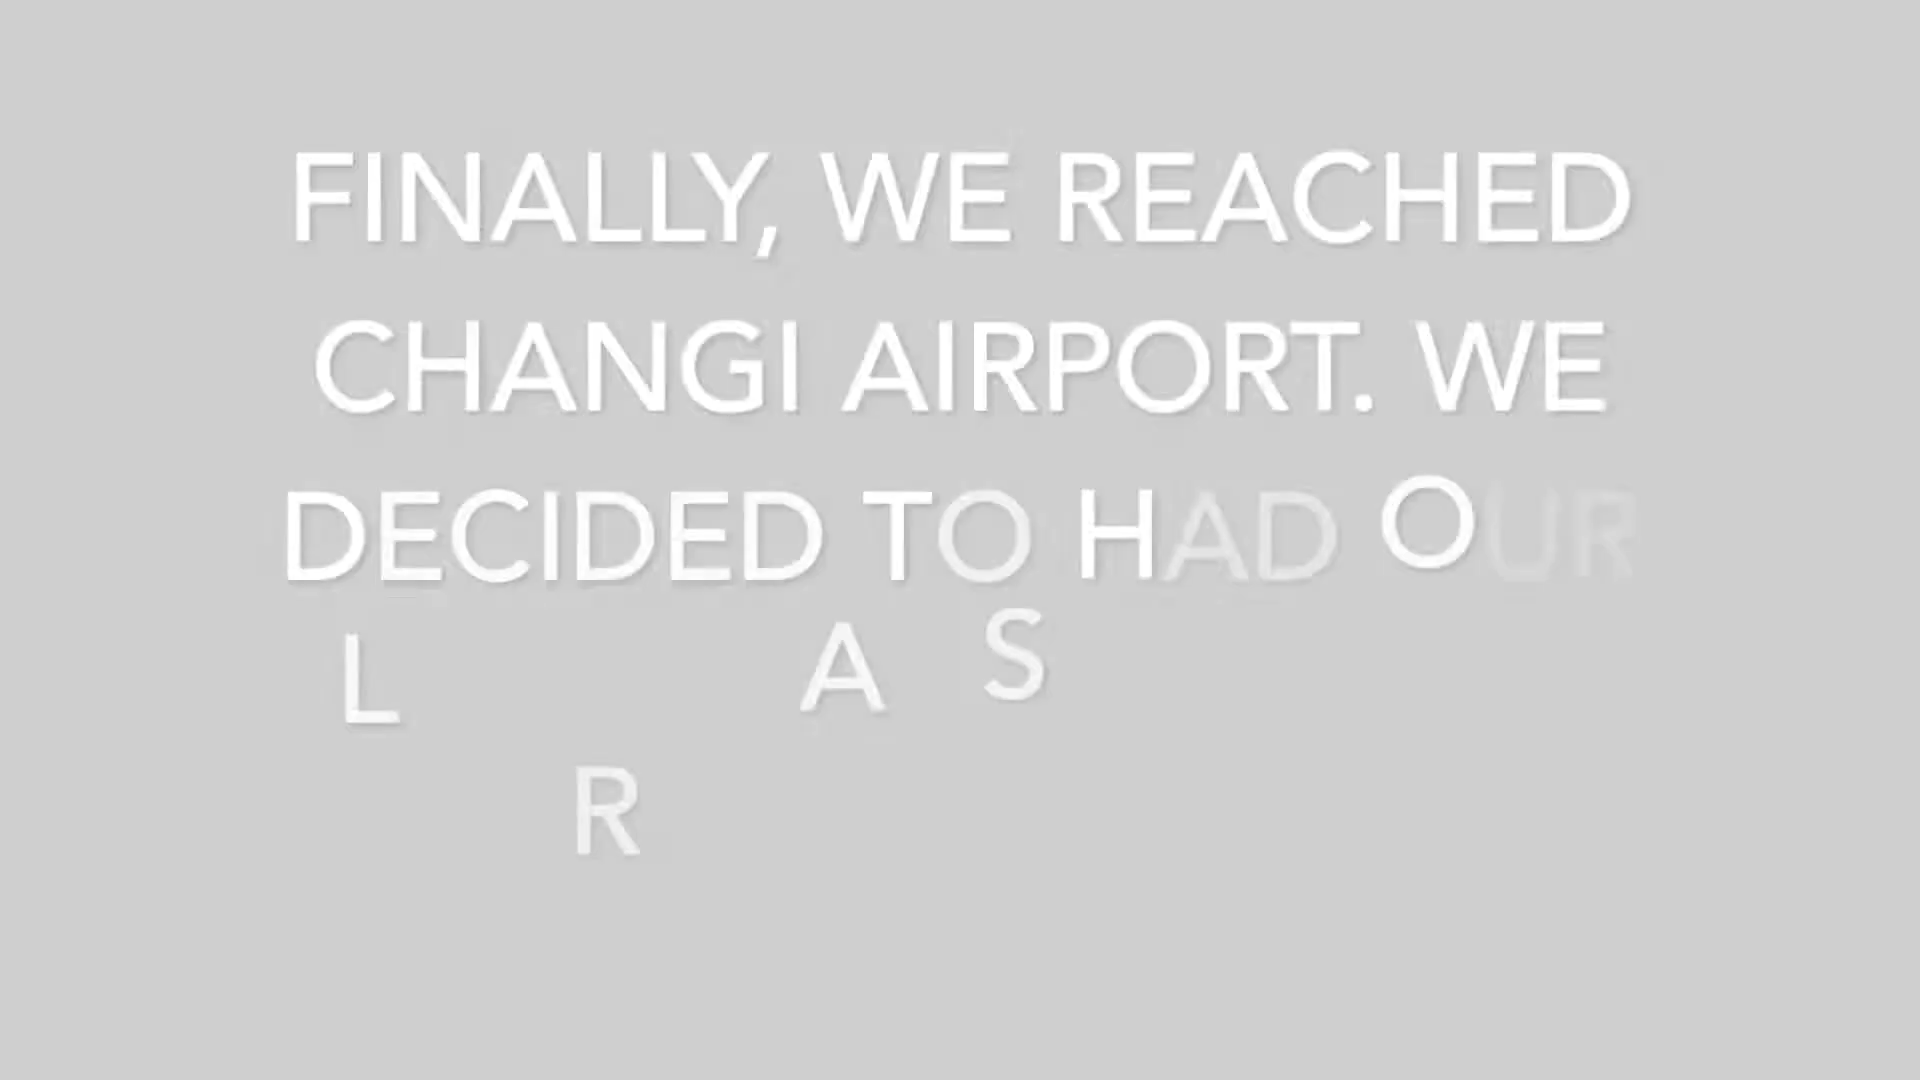 FINALLY, WE REACHED
CHANGI AIRPORT. WE
DECIDED TO HAD OUR
L A S
R